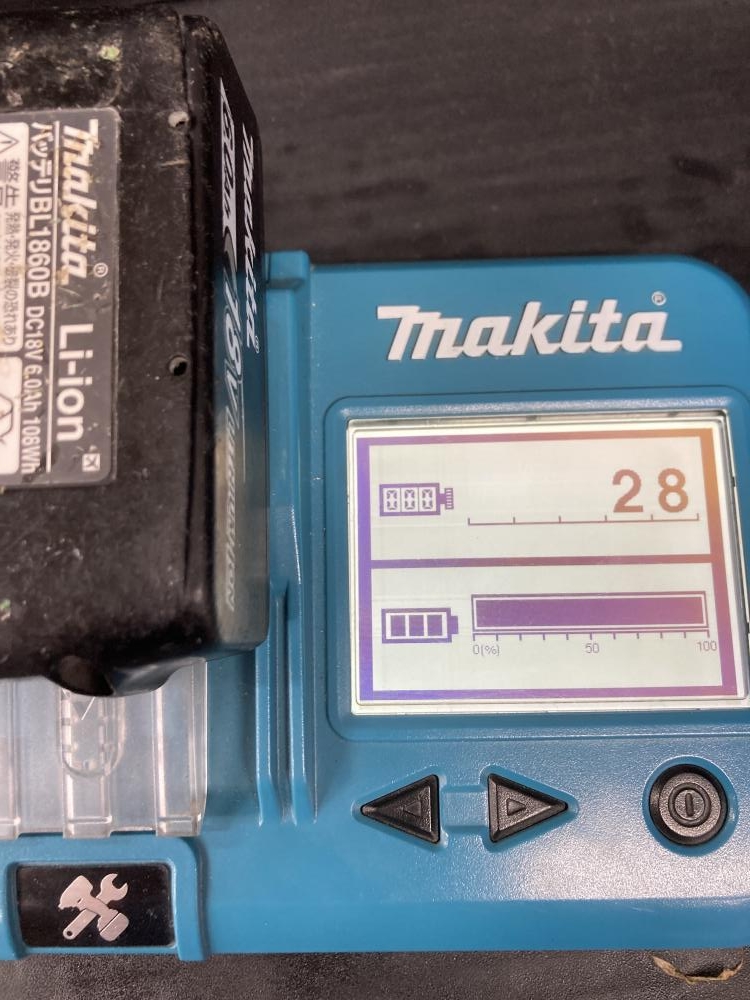 makita® Li-ion
バッテリBL1860B DC18V 6.0Ah 108Wh
makita®
18V
makita®
28
0(%) 50 100